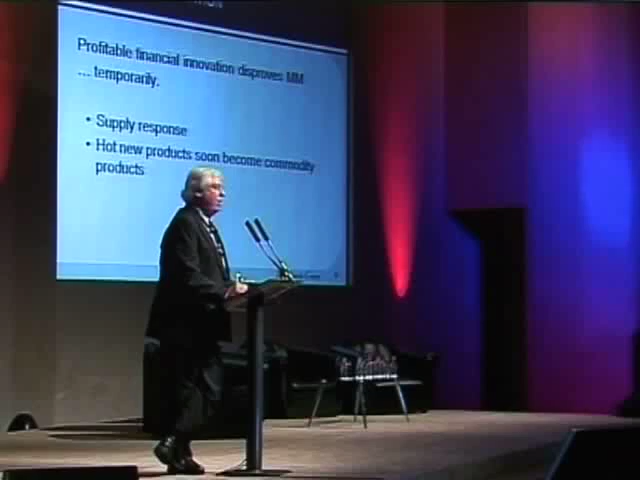 Profitable financial innovation disproves MM
... temporarily.
• Supply response
• Hot new products soon become commodity
products